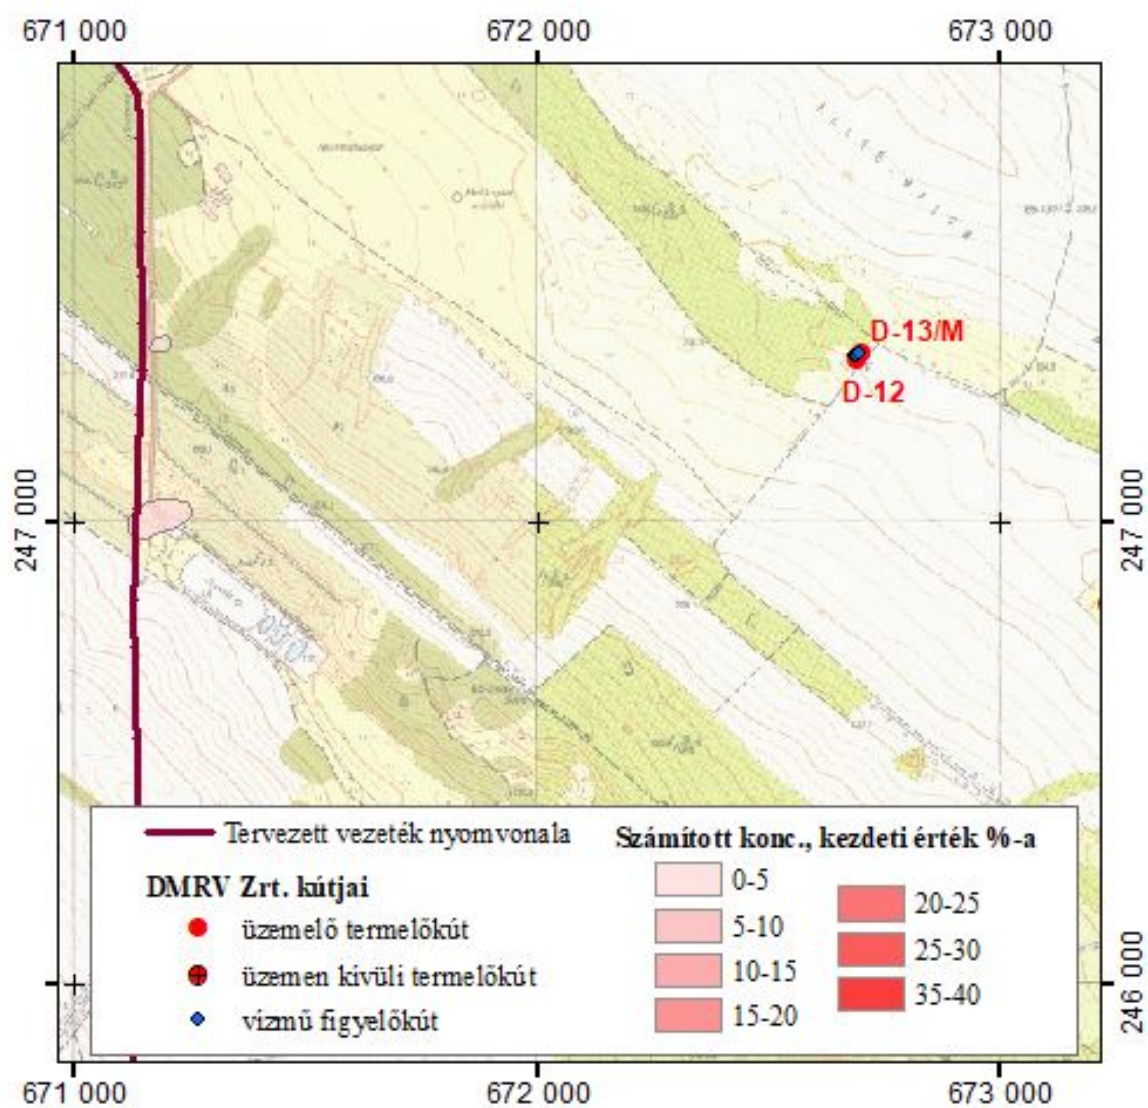 671 000 672 000 673 000
D-13/M
D-12
247 000 247 000
Tervezett vezeték nyomvonala
DMRV Zrt. kútjai
üzemelő termelőkút
üzemen kívüli termelőkút
vízmű figyelőkút
Számított konc., kezdeti érték %-a
0-5
5-10
10-15
15-20
20-25
25-30
35-40
246 000
671 000 672 000 673 000